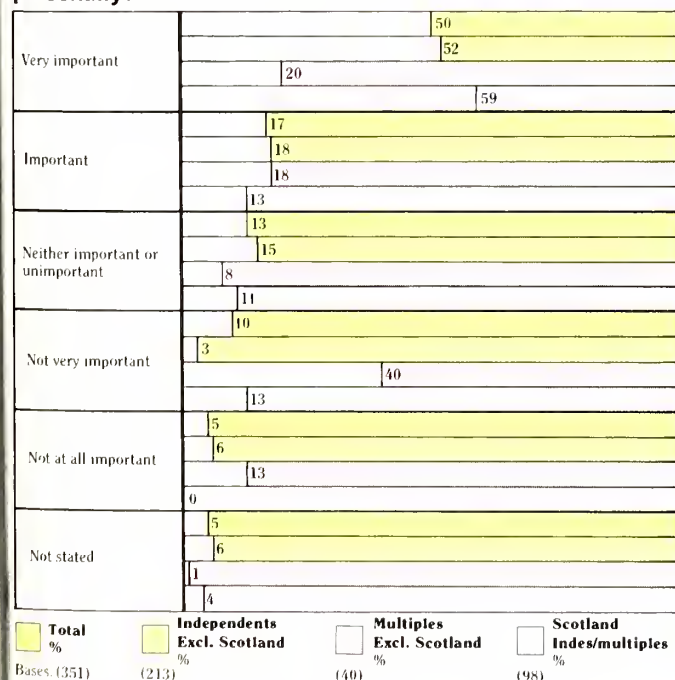 50
52
Very important
20
59
17
18
Important
18
13
13
15
Neither important or
unimportant
8
11
10
3
Not very important
40
13
5
6
Not at all important
13
0
5
6
Not stated
1
4
Total
%
Bases. (351)
Independents
Excl. Scotland
%
(213)
Multiples
Excl. Scotland
%
(40)
Scotland
Indes/multiples
%
(98)